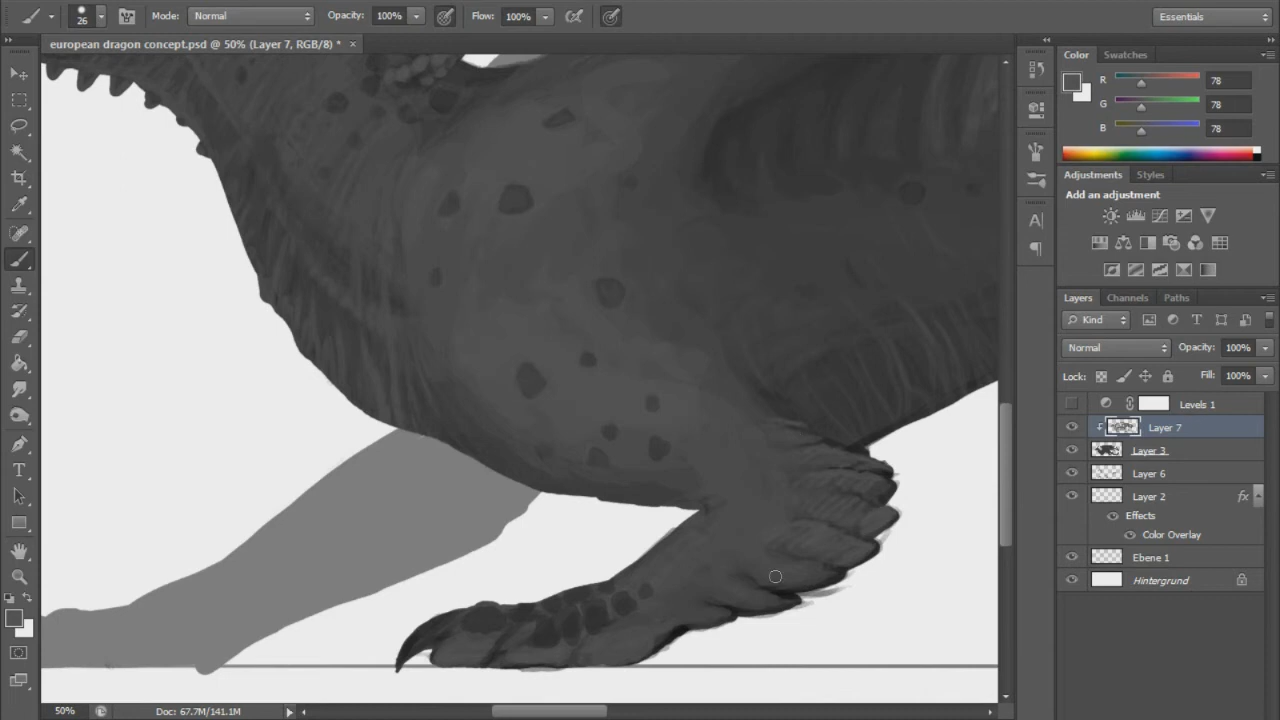 26 Mode: Normal Opacity: 100% Flow: 100% Essentials
european dragon concept.psd @ 50% (Layer 7, RGB/8) * ×
Color Swatches
R 78
G 78
B 78
Adjustments Styles
Add an adjustment
Layers Channels Paths
Kind T
Normal Opacity: 100%
Lock: Fill: 100%
Levels 1
Layer 7
Layer 3
Layer 6
Layer 2 fx
Effects
Color Overlay
Ebene 1
Hintergrund
50% Doc: 67.7M/141.1M